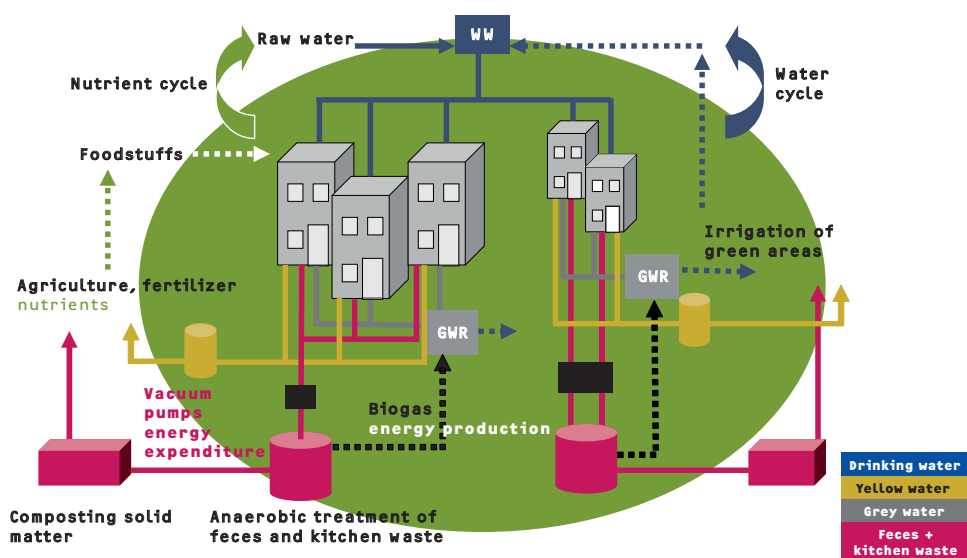 WW
Raw water
Nutrient cycle
Water
cycle
Foodstuffs
Irrigation of
green areas
GWR
Agriculture, fertilizer
nutrients
GWR
Vacuum
pumps
energy
expenditure
Biogas
energy production
Drinking water
Yellow water
Grey water
Feces +
kitchen waste
Composting solid
matter
Anaerobic treatment of
feces and kitchen waste